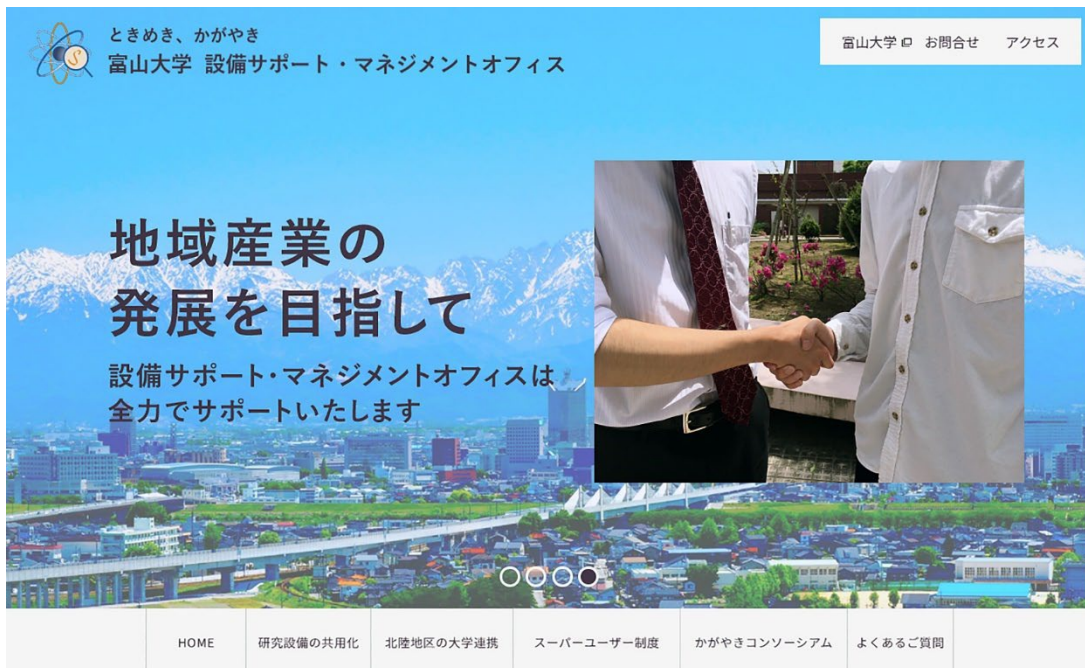 ときめき、かがやき
富山大学 設備サポート・マネジメントオフィス
富山大学 お問合せ アクセス
地域産業の
発展を目指して
設備サポート・マネジメントオフィスは
全力でサポートいたします
HOME 研究設備の共用化 北陸地区の大学連携 スーパーユーザー制度 かがやきコンソーシアム よくあるご質問